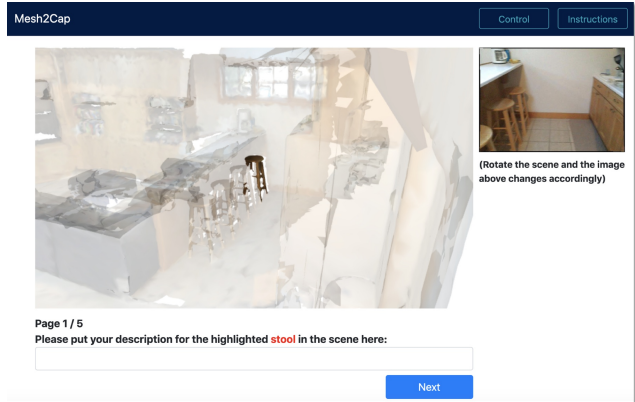 Mesh2Cap
Control
Instructions
(Rotate the scene and the image
above changes accordingly)
Page 1 / 5
Please put your description for the highlighted stool in the scene here:
Next